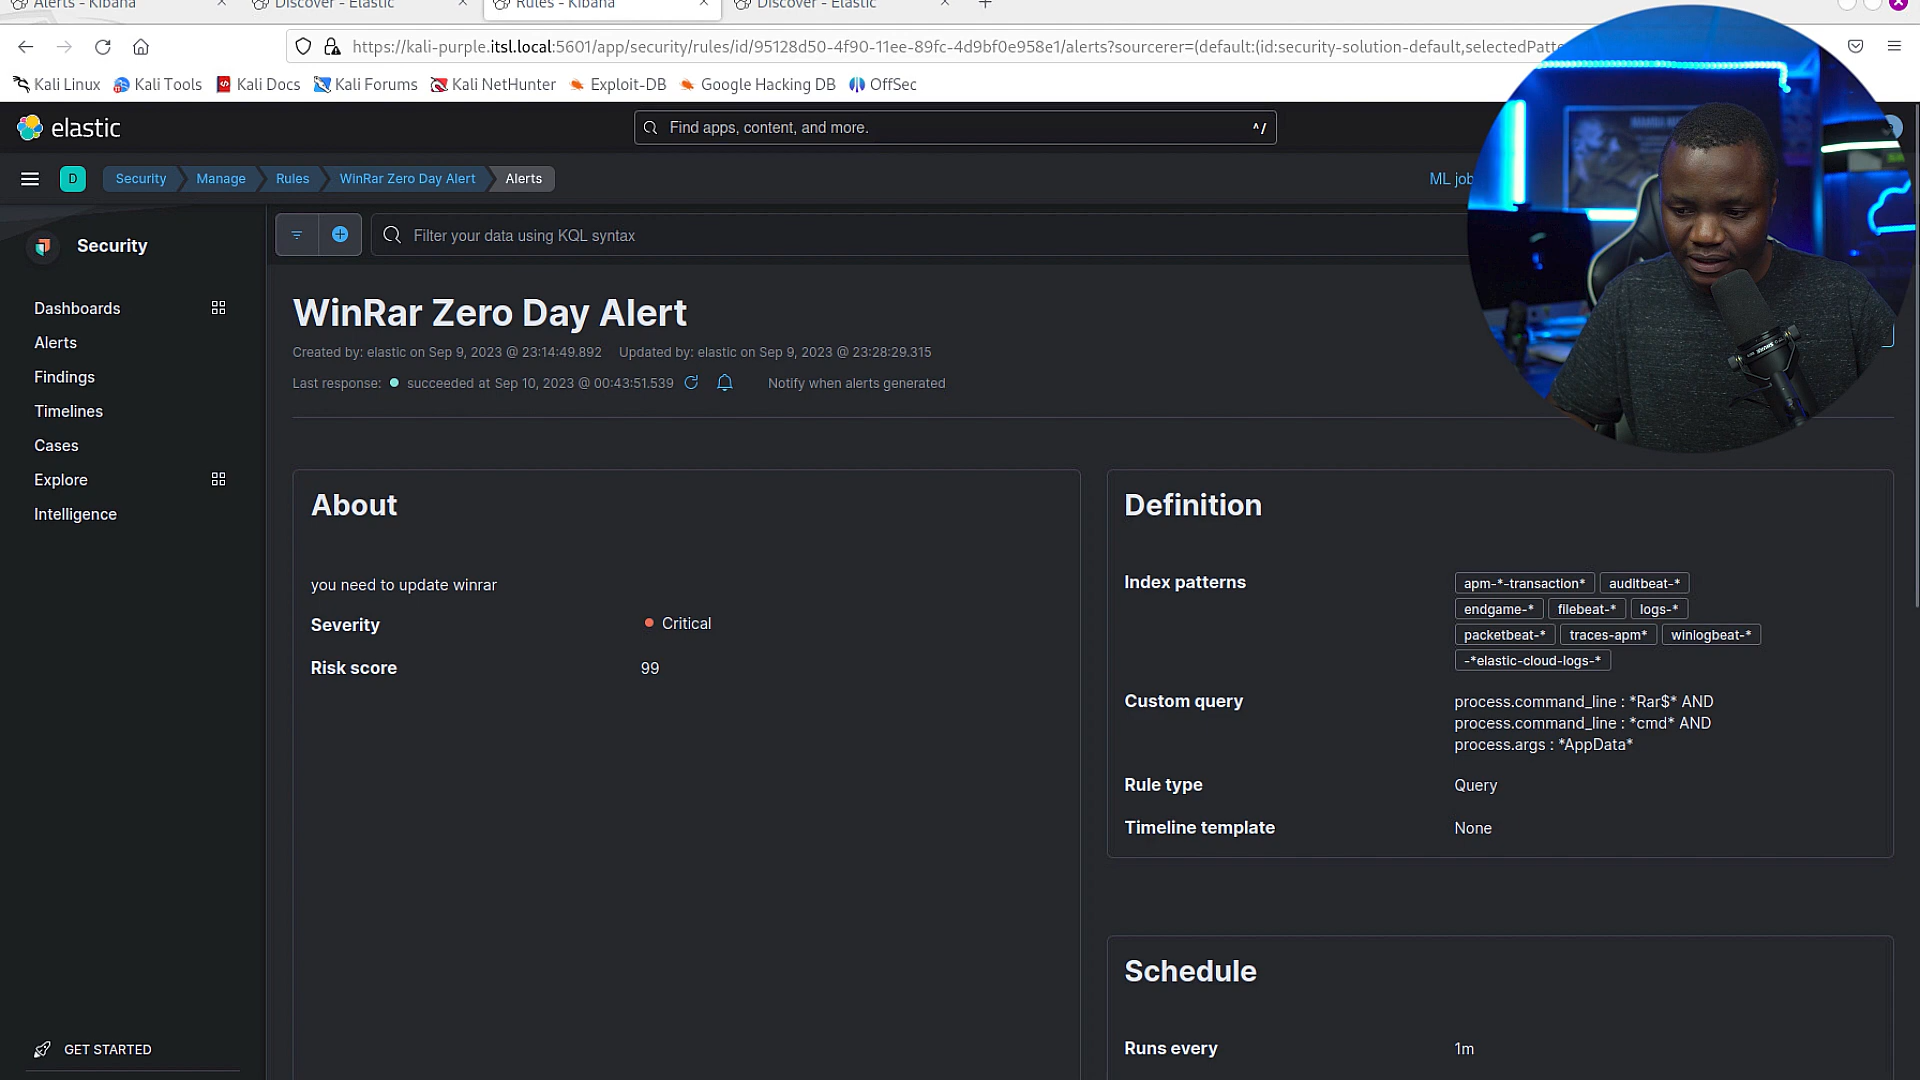 Alerts - Kibana
Discover - Elastic
Rules - Kibana
Discover - Elastic
https://kali-purple.itsl.local:5601/app/security/rules/id/95128d50-4f90-11ee-89fc-4d9bf0e958e1/alerts?sourcerer=(default:(id:security-solution-default,selectedPatte
Kali Linux
Kali Tools
Kali Docs
Kali Forums
Kali NetHunter
Exploit-DB
Google Hacking DB
OffSec
elastic
Find apps, content, and more.
^/
D
Security
Manage
Rules
WinRar Zero Day Alert
Alerts
ML job
Security
Filter your data using KQL syntax
Dashboards
Alerts
Findings
Timelines
Cases
Explore
Intelligence
GET STARTED
WinRar Zero Day Alert
Created by: elastic on Sep 9, 2023 @ 23:14:49.892 Updated by: elastic on Sep 9, 2023 @ 23:28:29.315
Last response: succeeded at Sep 10, 2023 @ 00:43:51.539 Notify when alerts generated
About
you need to update winrar
Severity Critical
Risk score 99
Definition
Index patterns
apm-*-transaction* auditbeat-*
endgame-* filebeat-* logs-*
packetbeat-* traces-apm* winlogbeat-*
-*elastic-cloud-logs-*
Custom query
process.command_line : *Rar$* AND
process.command_line : *cmd* AND
process.args : *AppData*
Rule type Query
Timeline template None
Schedule
Runs every 1m